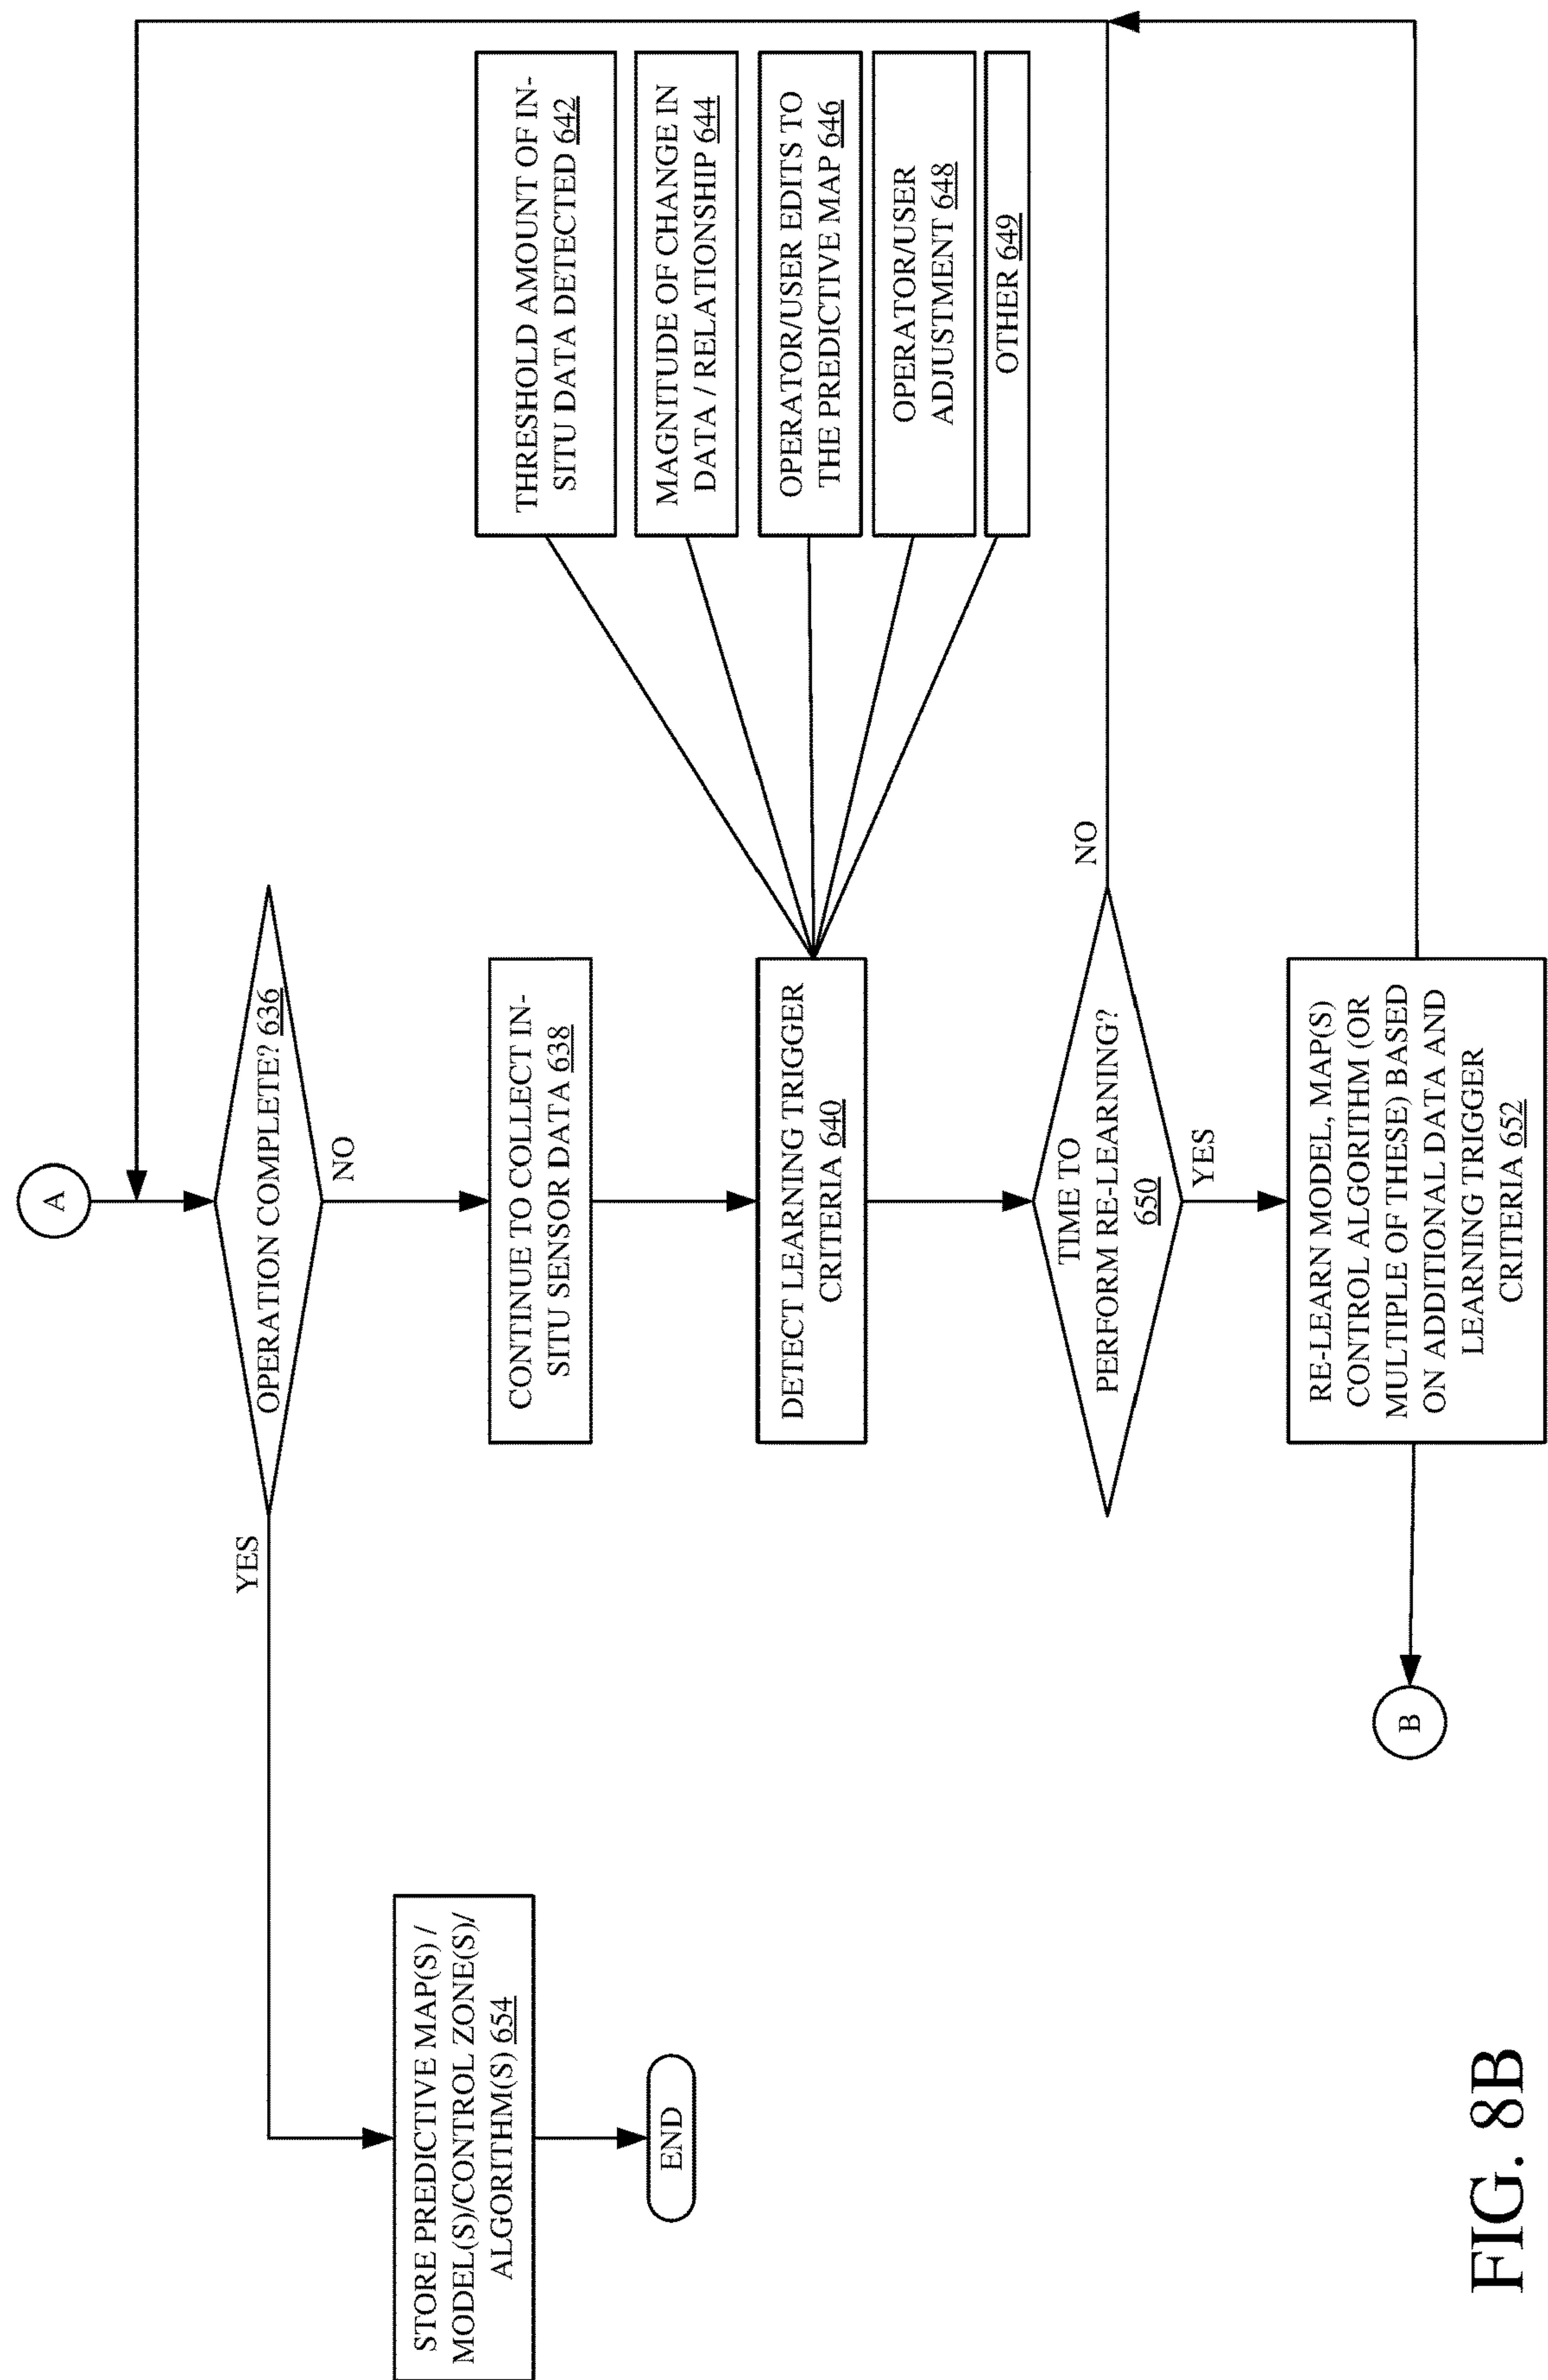 A
OPERATION COMPLETE? 636
YES
NO
CONTINUE TO COLLECT IN-
SITU SENSOR DATA 638
DETECT LEARNING TRIGGER
CRITERIA 640
THRESHOLD AMOUNT OF IN-
SITU DATA DETECTED 642
MAGNITUDE OF CHANGE IN
DATA / RELATIONSHIP 644
OPERATOR/USER EDITS TO
THE PREDICTIVE MAP 646
OPERATOR/USER
ADJUSTMENT 648
OTHER 649
TIME TO
PERFORM RE-LEARNING?
650
NO
YES
RE-LEARN MODEL, MAP(S)
CONTROL ALGORITHM (OR
MULTIPLE OF THESE) BASED
ON ADDITIONAL DATA AND
LEARNING TRIGGER
CRITERIA 652
B
STORE PREDICTIVE MAP(S) /
MODEL(S)/CONTROL ZONE(S)/
ALGORITHM(S) 654
END
FIG. 8B